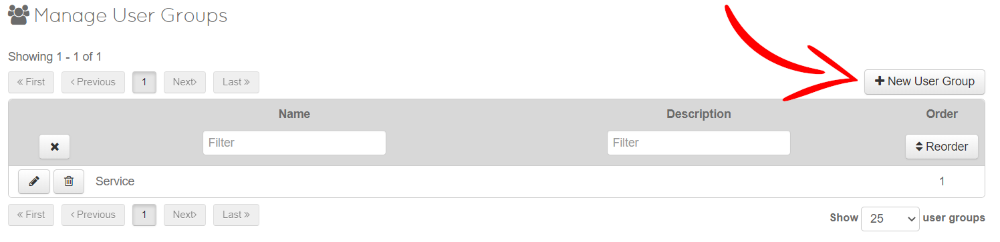 Manage User Groups
Showing 1 - 1 of 1
« First ‹ Previous 1 Next› Last »
+ New User Group
Name Description Order
Filter Filter Reorder
Service 1
« First ‹ Previous 1 Next› Last »
Show 25 user groups